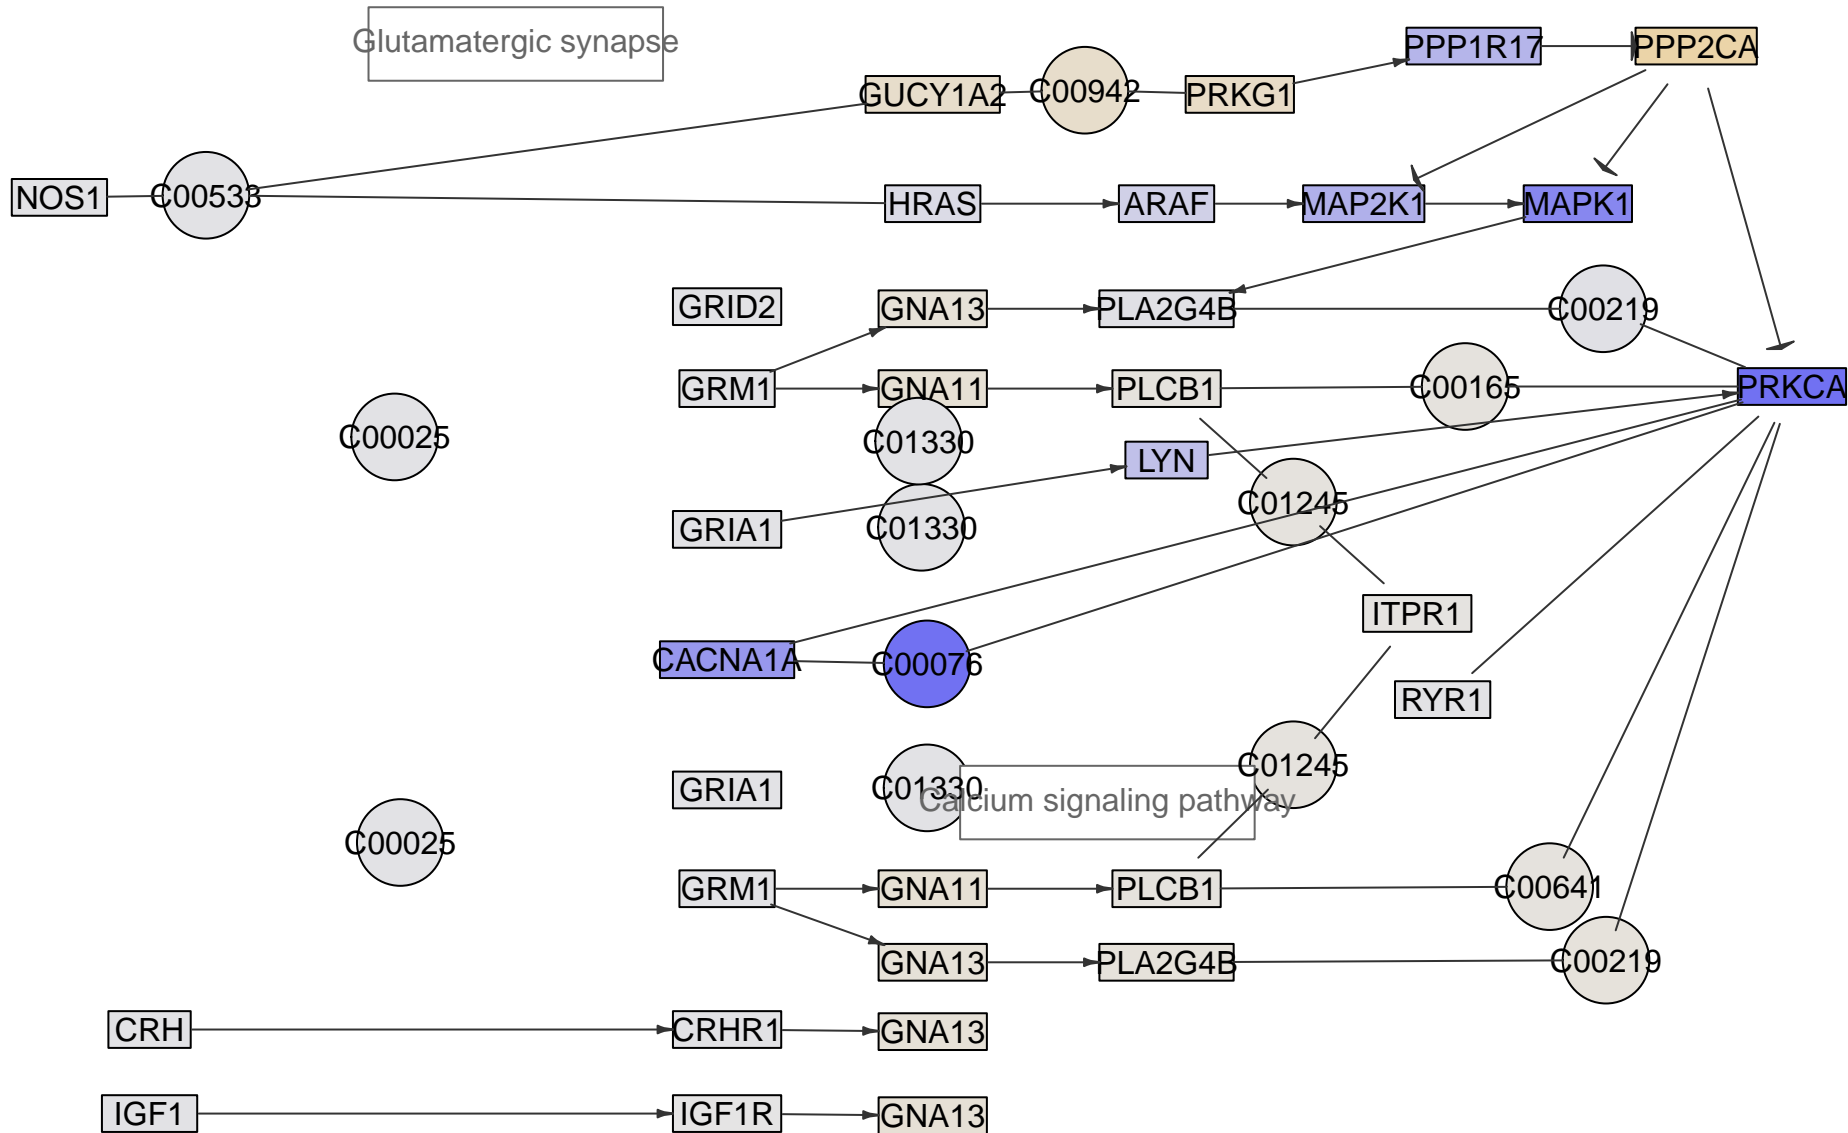 Glutamatergic synapse
PPP1R17
PPP2CA
GUCY1A2
C00942
PRKG1
NOS1
C00533
HRAS
ARAF
MAP2K1
MAPK1
GRID2
GNA13
PLA2G4B
C00219
GRM1
GNA11
PLCB1
C00165
PRKCA
C00025
C01330
LYN
C01245
GRIA1
C01330
ITPR1
CACNA1A
C00076
RYR1
C01245
GRIA1
C01330
Calcium signaling pathway
C00025
GRM1
GNA11
PLCB1
C00641
GNA13
PLA2G4B
C00219
CRH
CRHR1
GNA13
IGF1
IGF1R
GNA13